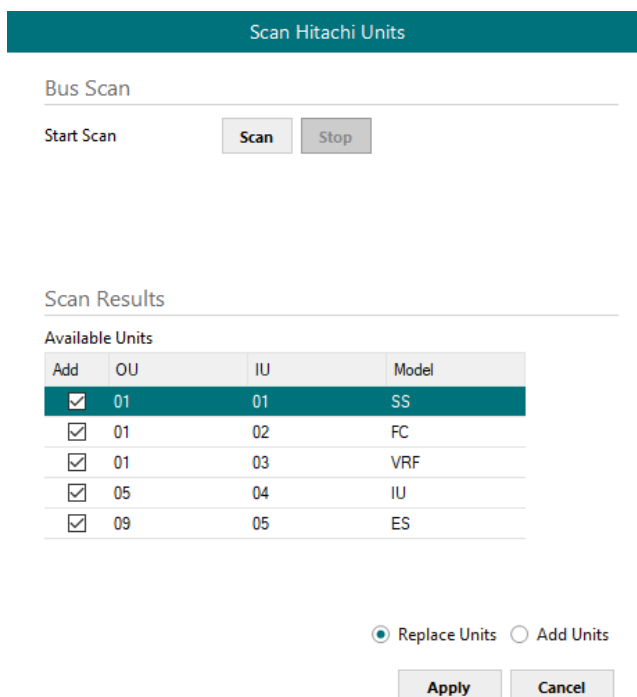 Scan Hitachi Units
Bus Scan
Start Scan Scan Stop
Scan Results
Available Units
Add OU IU Model
01 01 SS
01 02 FC
01 03 VRF
05 04 IU
09 05 ES
Replace Units Add Units
Apply Cancel